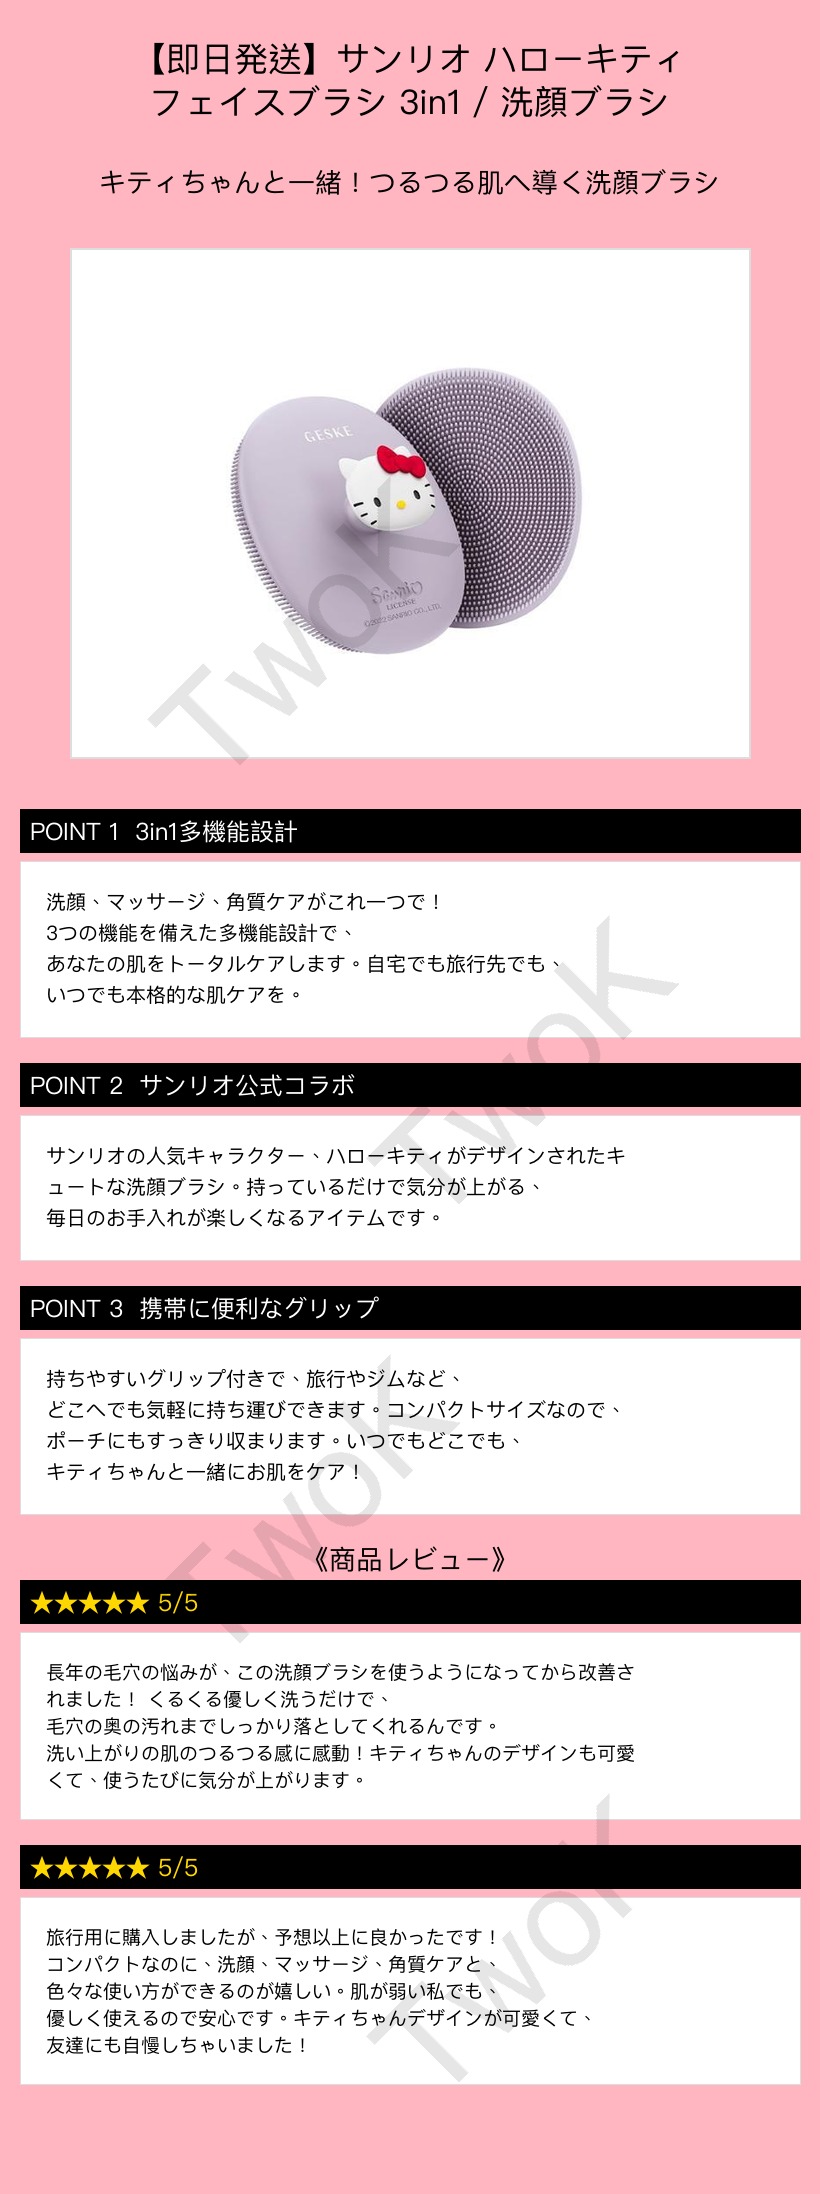 【即日発送】サンリオ ハローキティ
フェイスブラシ 3in1 / 洗顔ブラシ
キティちゃんと一緒！つるつる肌へ導く洗顔ブラシ
GESKE
Sanrio
LICENSE
©2022 SANRIO CO., LTD.
TwoK
POINT 1 3in1多機能設計
洗顔、マッサージ、角質ケアがこれ一つで！
3つの機能を備えた多機能設計で、
あなたの肌をトータルケアします。自宅でも旅行先でも、
いつでも本格的な肌ケアを。
TwoK
POINT 2 サンリオ公式コラボ
サンリオの人気キャラクター、ハローキティがデザインされたキ
ュートな洗顔ブラシ。持っているだけで気分が上がる、
毎日のお手入れが楽しくなるアイテムです。
POINT 3 携帯に便利なグリップ
持ちやすいグリップ付きで、旅行やジムなど、
どこへでも気軽に持ち運びできます。コンパクトサイズなので、
ポーチにもすっきり収まります。いつでもどこでも、
キティちゃんと一緒にお肌をケア！
TwoK
《商品レビュー》
★★★★★ 5/5
長年の毛穴の悩みが、この洗顔ブラシを使うようになってから改善さ
れました！ くるくる優しく洗うだけで、
毛穴の奥の汚れまでしっかり落としてくれるんです。
洗い上がりの肌のつるつる感に感動！キティちゃんのデザインも可愛
くて、使うたびに気分が上がります。
★★★★★ 5/5
旅行用に購入しましたが、予想以上に良かったです！
コンパクトなのに、洗顔、マッサージ、角質ケアと、
色々な使い方ができるのが嬉しい。肌が弱い私でも、
優しく使えるので安心です。キティちゃんデザインが可愛くて、
友達にも自慢しちゃいました！
TwoK